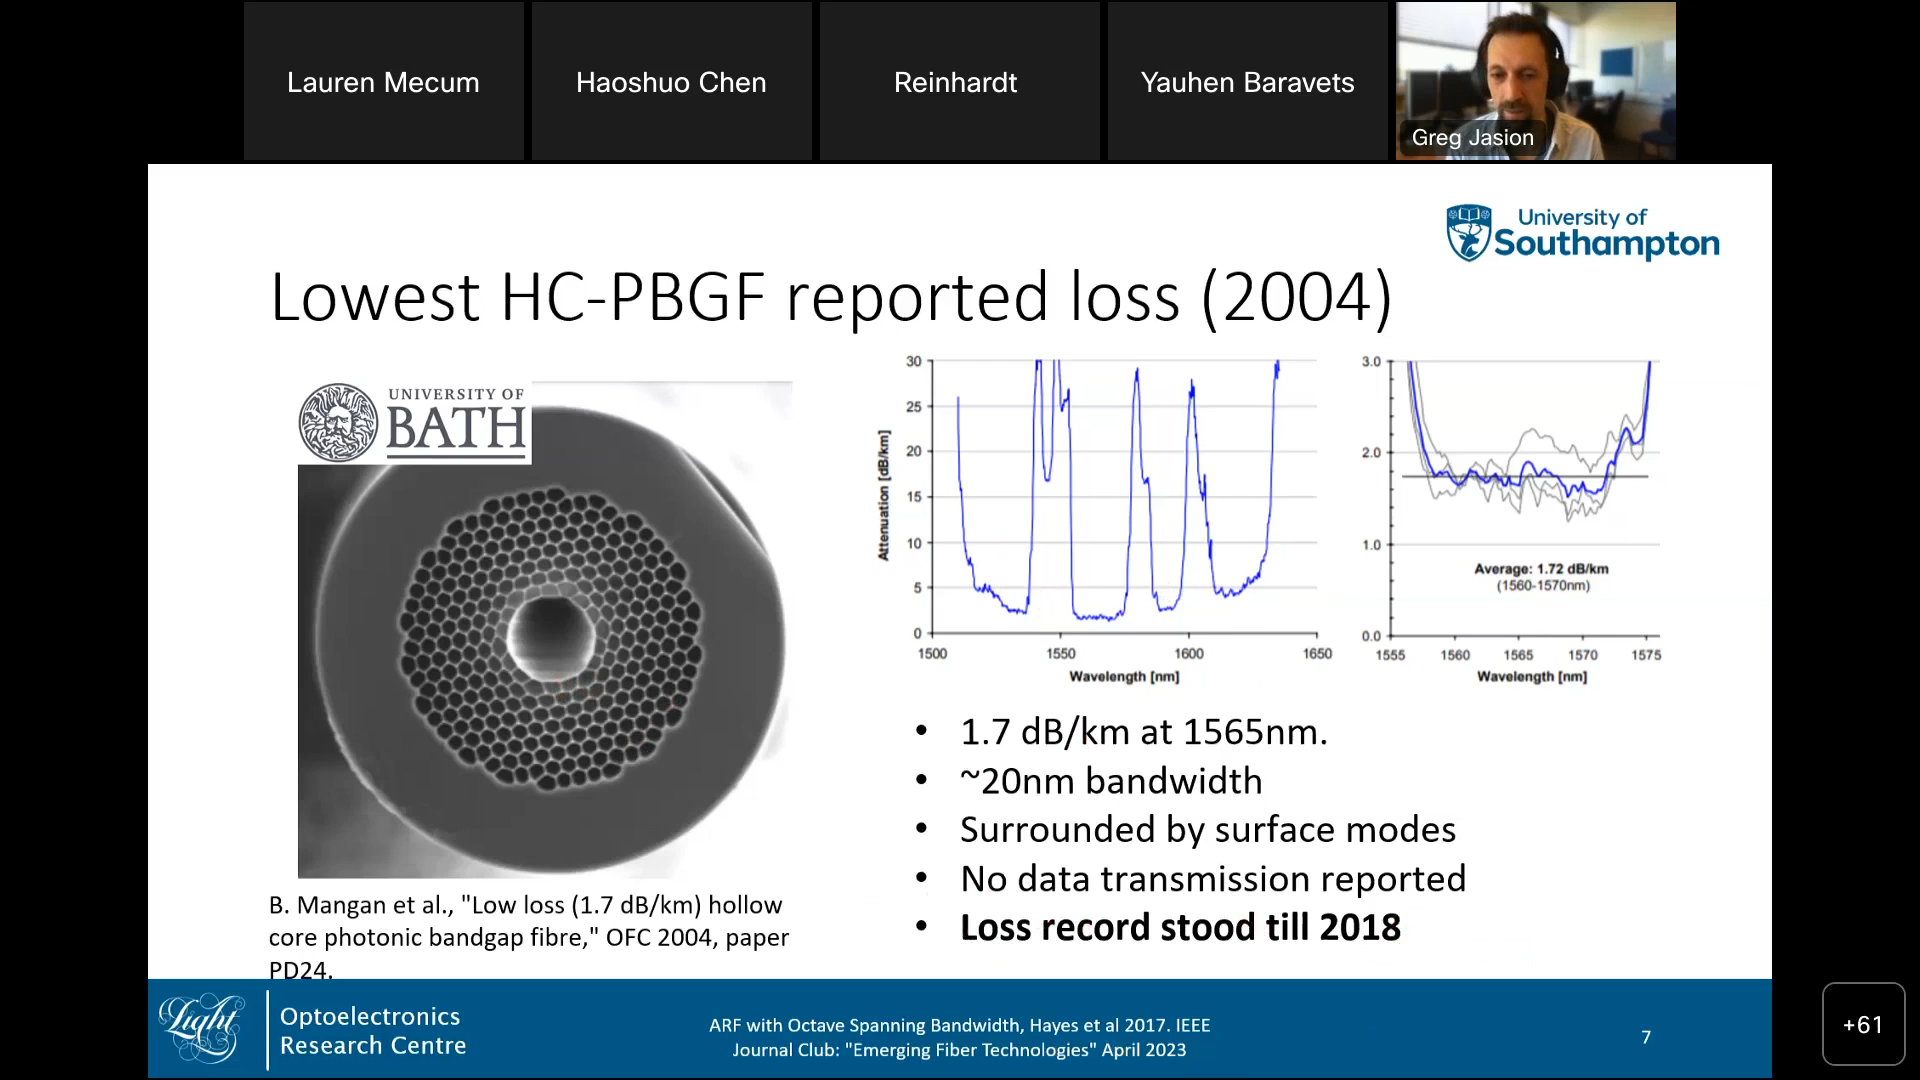 Lauren Mecum
Haoshuo Chen
Reinhardt
Yauhen Baravets
Greg Jasion
University of
Southampton
Lowest HC-PBGF reported loss (2004)
UNIVERSITY OF
BATH
30
25
20
15
10
5
0
Attenuation [dB/km]
1500
1550
1600
1650
Wavelength [nm]
3.0
2.0
1.0
0.0
Average: 1.72 dB/km
(1560-1570nm)
1555
1560
1565
1570
1575
Wavelength [nm]
• 1.7 dB/km at 1565nm.
• ~20nm bandwidth
• Surrounded by surface modes
• No data transmission reported
• Loss record stood till 2018
B. Mangan et al., "Low loss (1.7 dB/km) hollow
core photonic bandgap fibre," OFC 2004, paper
PD24.
Light
Optoelectronics
Research Centre
ARF with Octave Spanning Bandwidth, Hayes et al 2017. IEEE
Journal Club: "Emerging Fiber Technologies" April 2023
7
+61